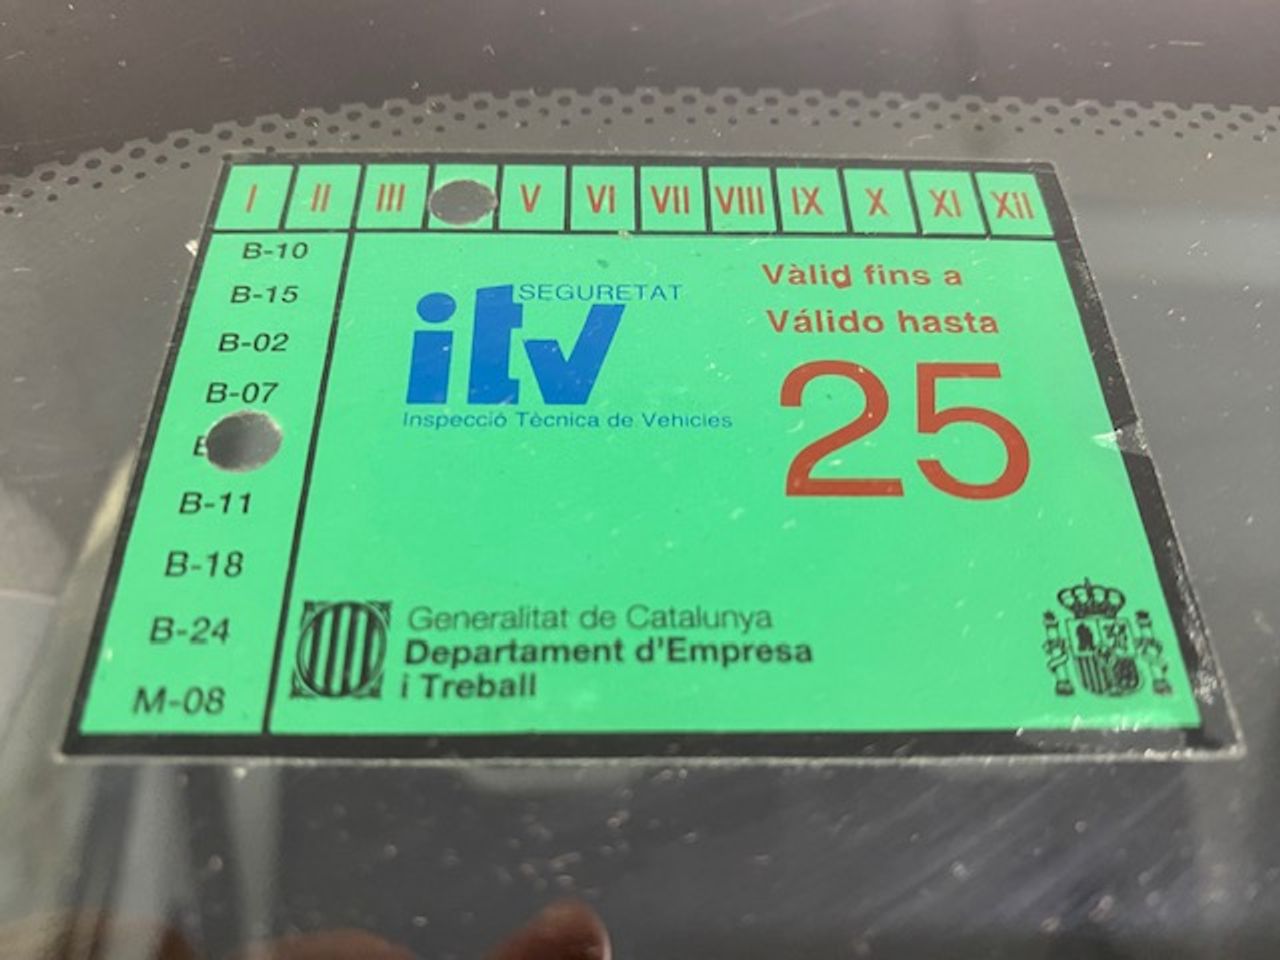 I II III V VI VII VIII IX X XI XII
B-10
B-15
B-02
B-07
B-11
B-18
B-24
M-08
SEGURETAT
itv
Inspecció Tècnica de Vehicles
Vàlid fins a
Válido hasta
25
Generalitat de Catalunya
Departament d'Empresa
i Treball